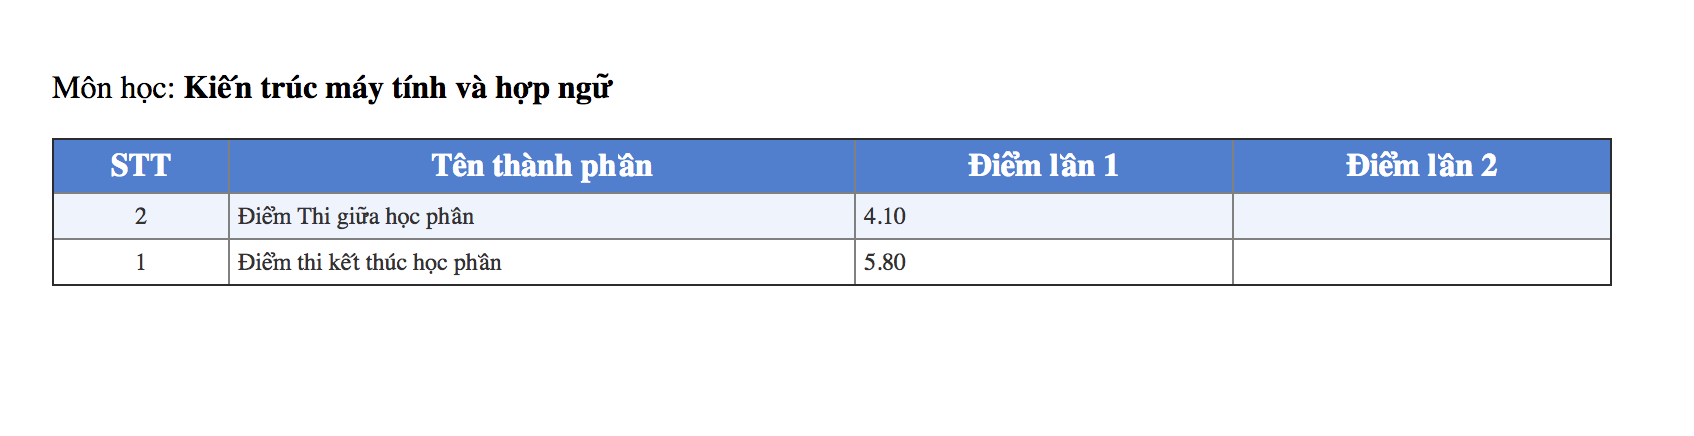 Môn học: Kiến trúc máy tính và hợp ngữ
STT Tên thành phần Điểm lần 1 Điểm lần 2
2 Điểm Thi giữa học phân 4.10
1 Điểm thi kết thúc học phần 5.80